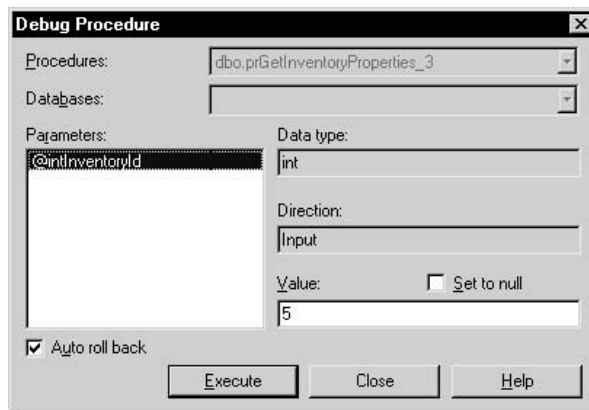 Debug Procedure
Procedures:
dbo.prGetInventoryProperties_3
Databases:
Parameters:
@intInventoryId
Data type:
int
Direction:
Input
Value:
Set to null
5
Auto roll back
Execute
Close
Help